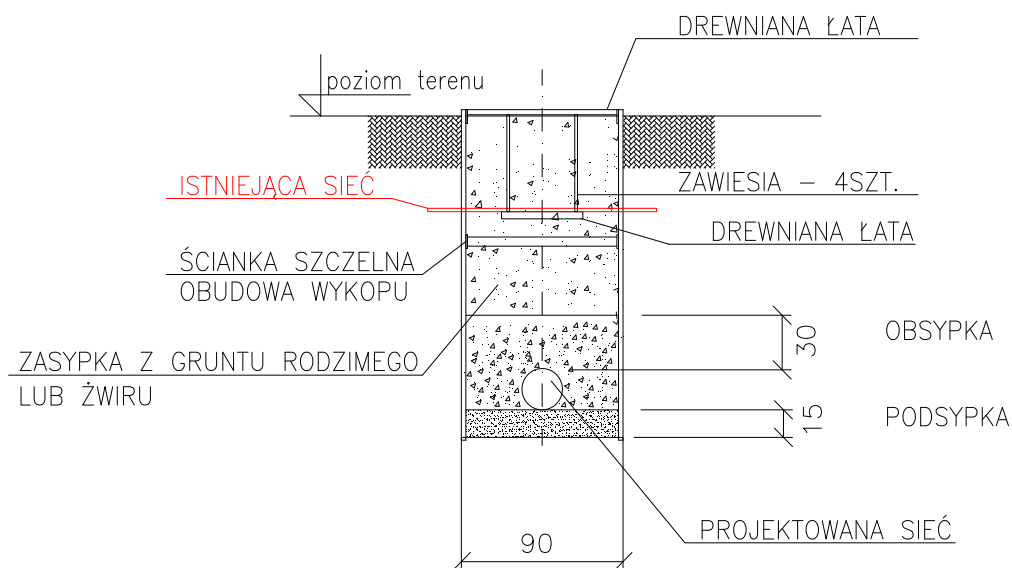 DREWNIANA ŁATA
poziom terenu
ISTNIEJĄCA SIEĆ
ZAWIESIA - 4SZT.
DREWNIANA ŁATA
ŚCIANKA SZCZELNA
OBUDOWA WYKOPU
30
OBSYPKA
ZASYPKA Z GRUNTU RODZIMEGO
LUB ŻWIRU
15
PODSYPKA
PROJEKTOWANA SIEĆ
90